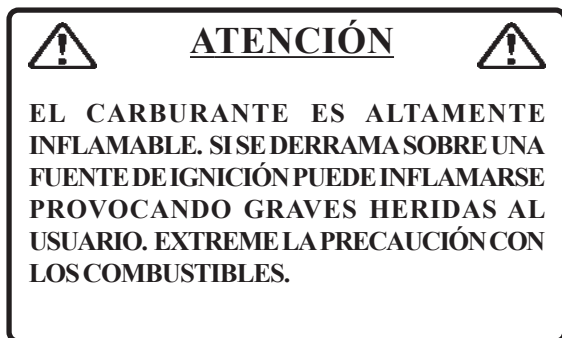 ATENCIÓN
EL CARBURANTE ES ALTAMENTE
INFLAMABLE. SI SE DERRAMA SOBRE UNA
FUENTE DE IGNICIÓN PUEDE INFLAMARSE
PROVOCANDO GRAVES HERIDAS AL
USUARIO. EXTREME LA PRECAUCIÓN CON
LOS COMBUSTIBLES.